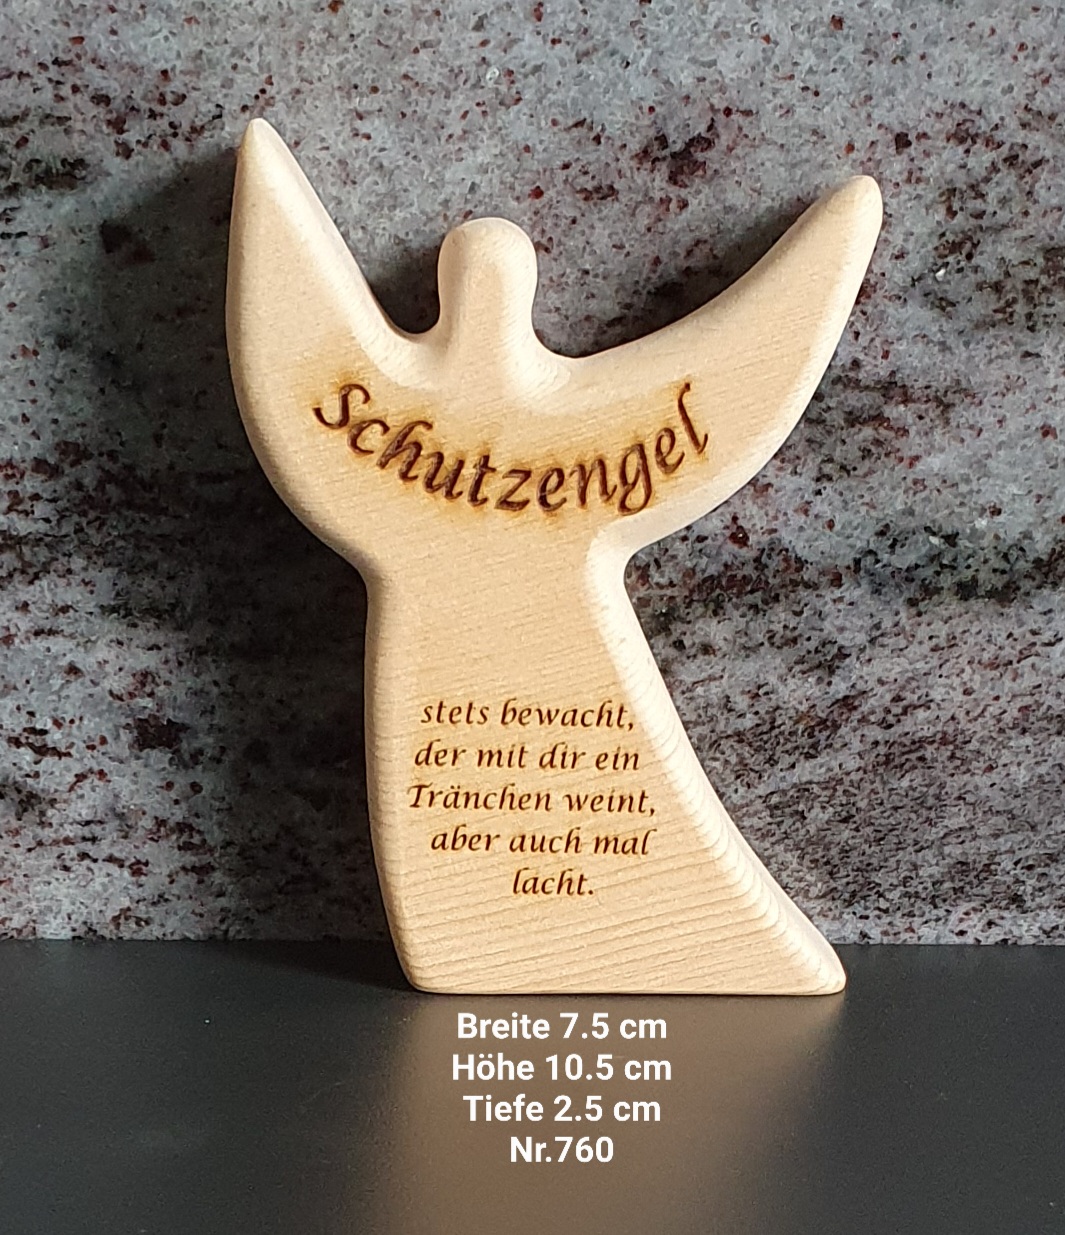 Schutzengel
stets bewacht,
der mit dir ein
Tränchen weint,
aber auch mal
lacht.
Breite 7.5 cm
Höhe 10.5 cm
Tiefe 2.5 cm
Nr.760